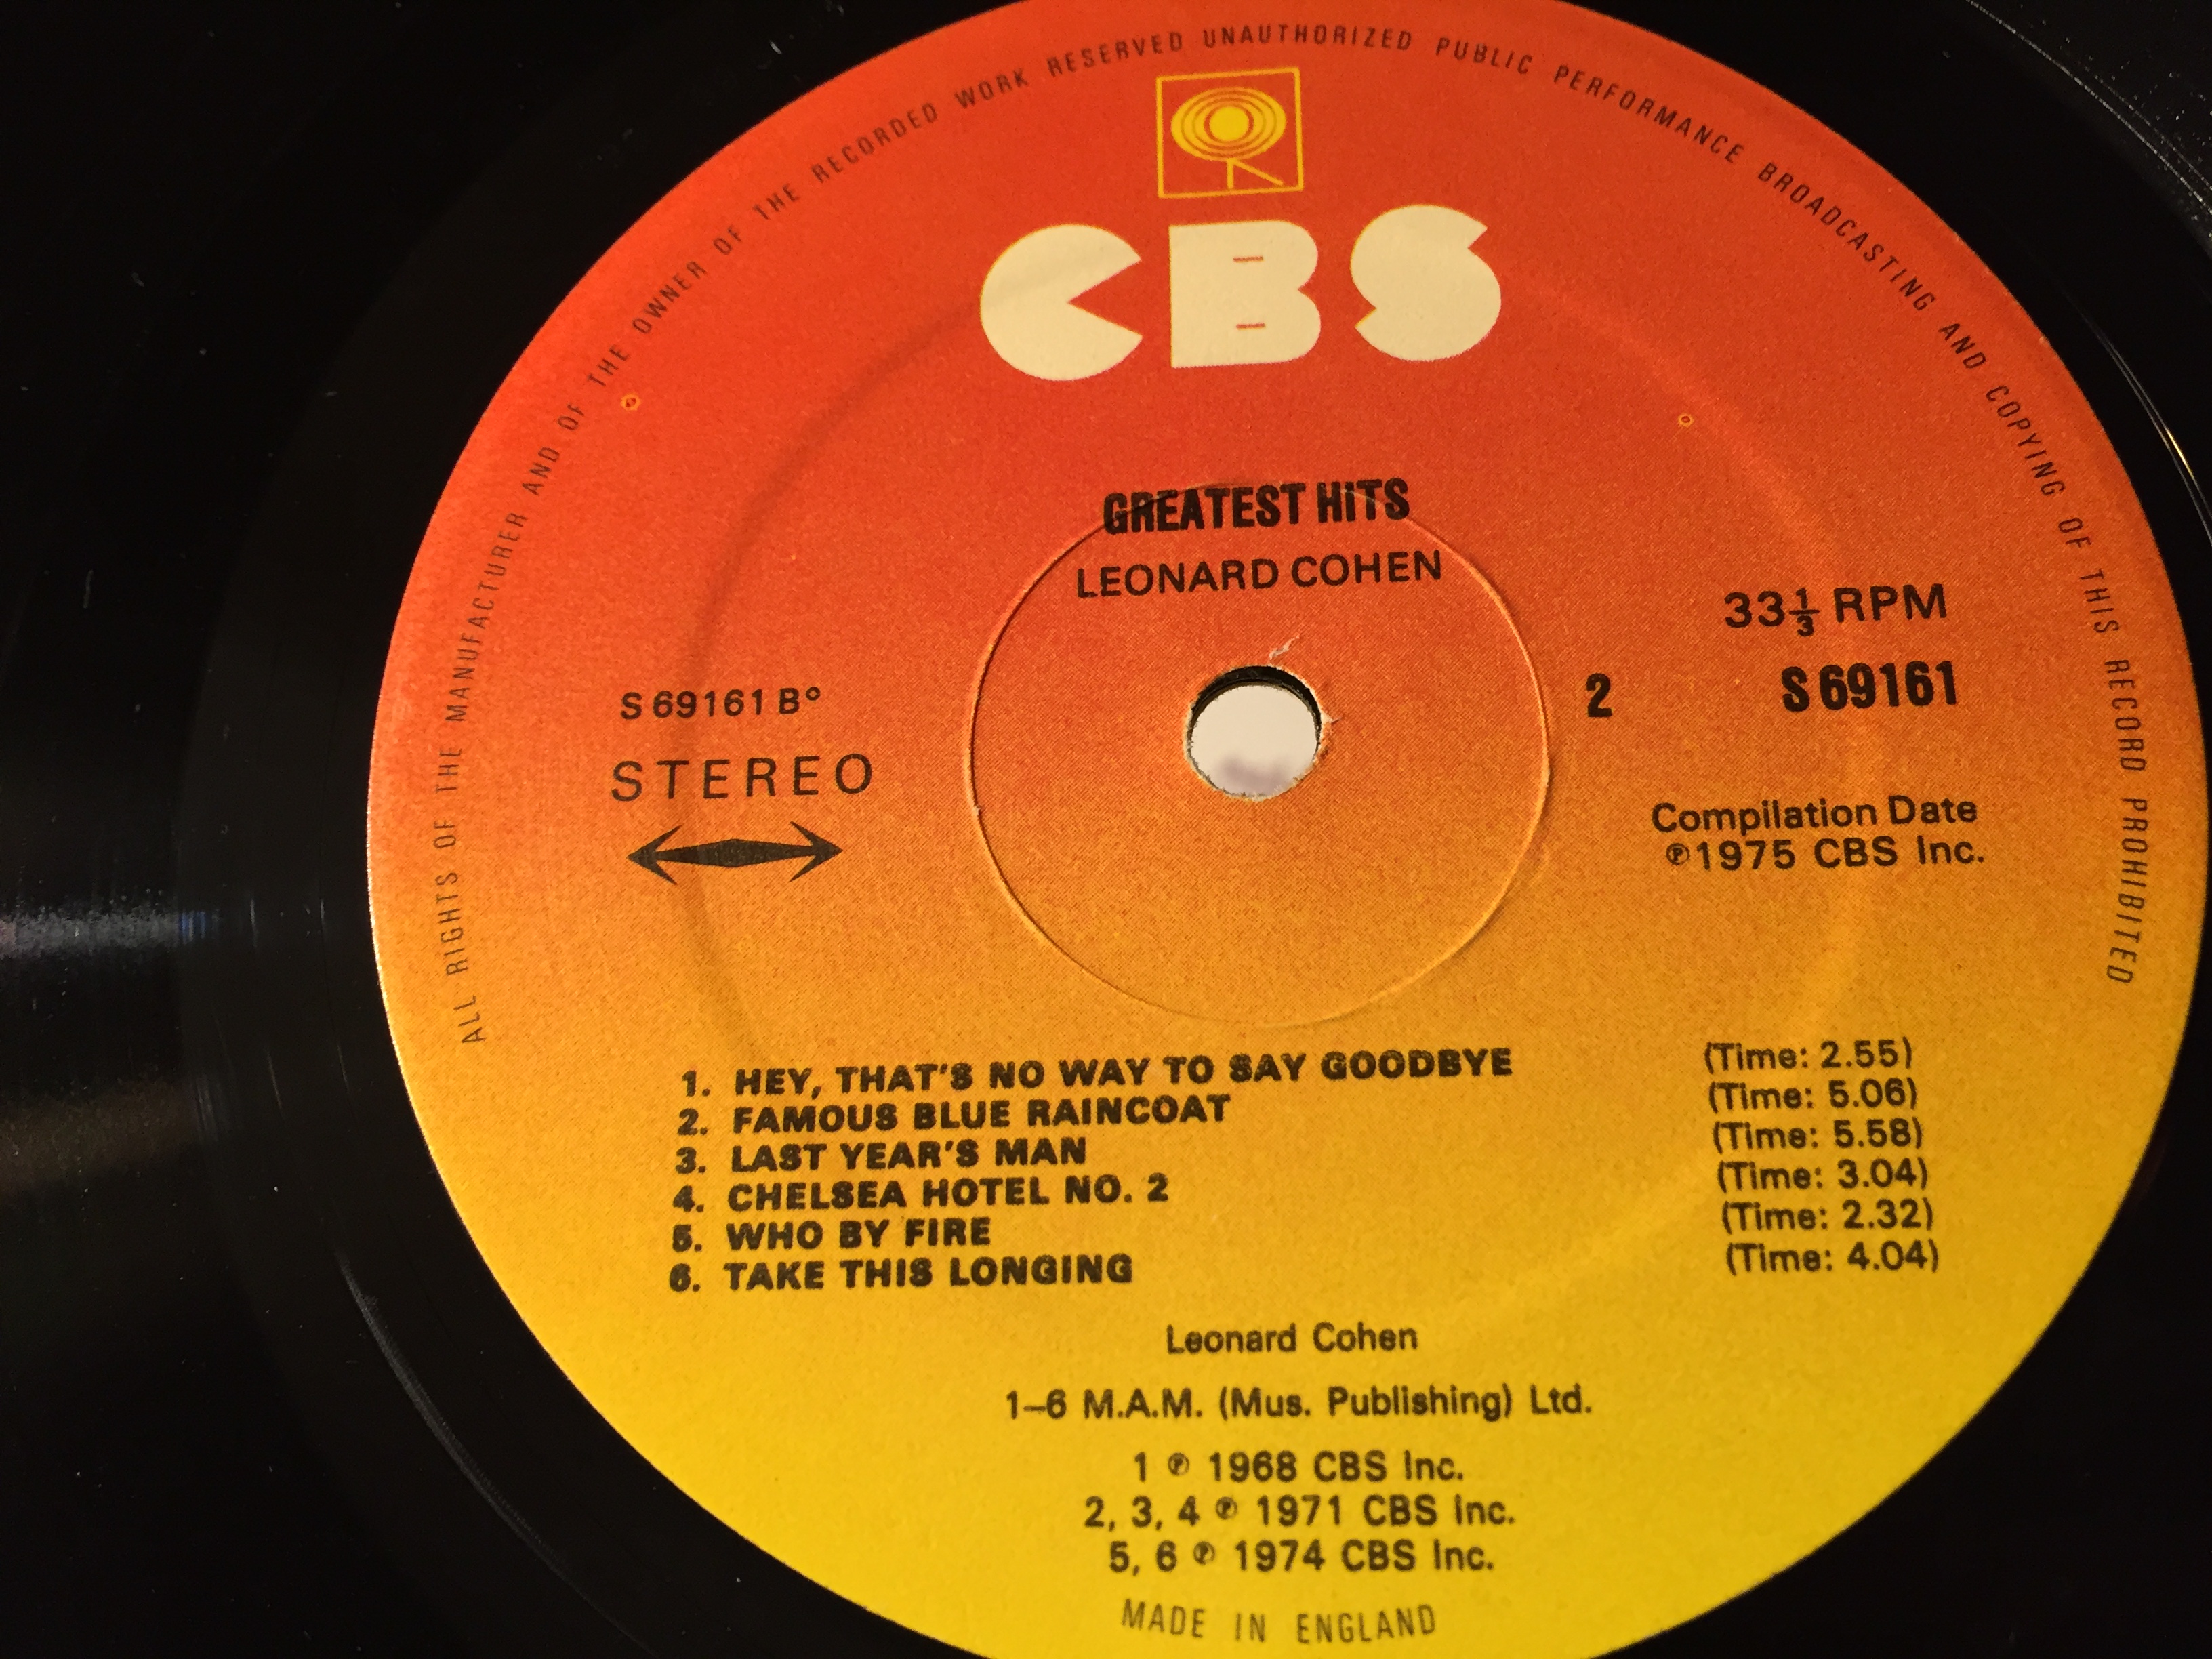 ALL RIGHTS OF THE MANUFACTURER AND OF THE OWNER OF THE RECORDED WORK RESERVED UNAUTHORIZED PUBLIC PERFORMANCE BROADCASTING AND COPYING OF THIS RECORD PROHIBITED
CBS
GREATEST HITS
LEONARD COHEN
33⅓ RPM
S 69161 B°
2 S 69161
STEREO
Compilation Date
℗1975 CBS Inc.
1. HEY, THAT'S NO WAY TO SAY GOODBYE (Time: 2.55)
2. FAMOUS BLUE RAINCOAT (Time: 5.06)
3. LAST YEAR'S MAN (Time: 5.58)
4. CHELSEA HOTEL NO. 2 (Time: 3.04)
5. WHO BY FIRE (Time: 2.32)
6. TAKE THIS LONGING (Time: 4.04)
Leonard Cohen
1–6 M.A.M. (Mus. Publishing) Ltd.
1 ℗ 1968 CBS Inc.
2, 3, 4 ℗ 1971 CBS Inc.
5, 6 ℗ 1974 CBS Inc.
MADE IN ENGLAND